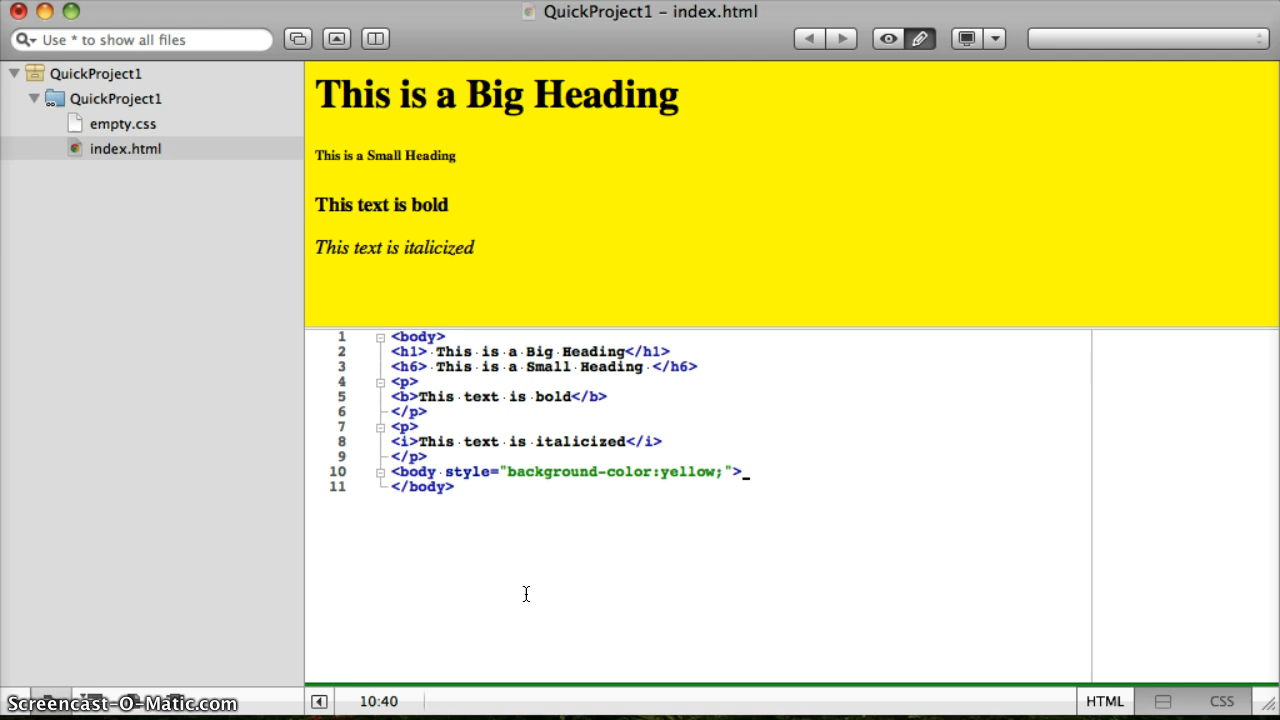 QuickProject1 – index.html
Use * to show all files
QuickProject1
QuickProject1
empty.css
index.html
This is a Big Heading
This is a Small Heading
This text is bold
This text is italicized
1 <body>
2 <h1>·This·is·a·Big·Heading</h1>
3 <h6>·This·is·a·Small·Heading·</h6>
4 <p>
5 <b>This·text·is·bold</b>
6 </p>
7 <p>
8 <i>This·text·is·italicized</i>
9 </p>
10 <body·style="background-color:yellow;">
11 </body>
10:40
HTML
CSS
Screencast-O-Matic.com